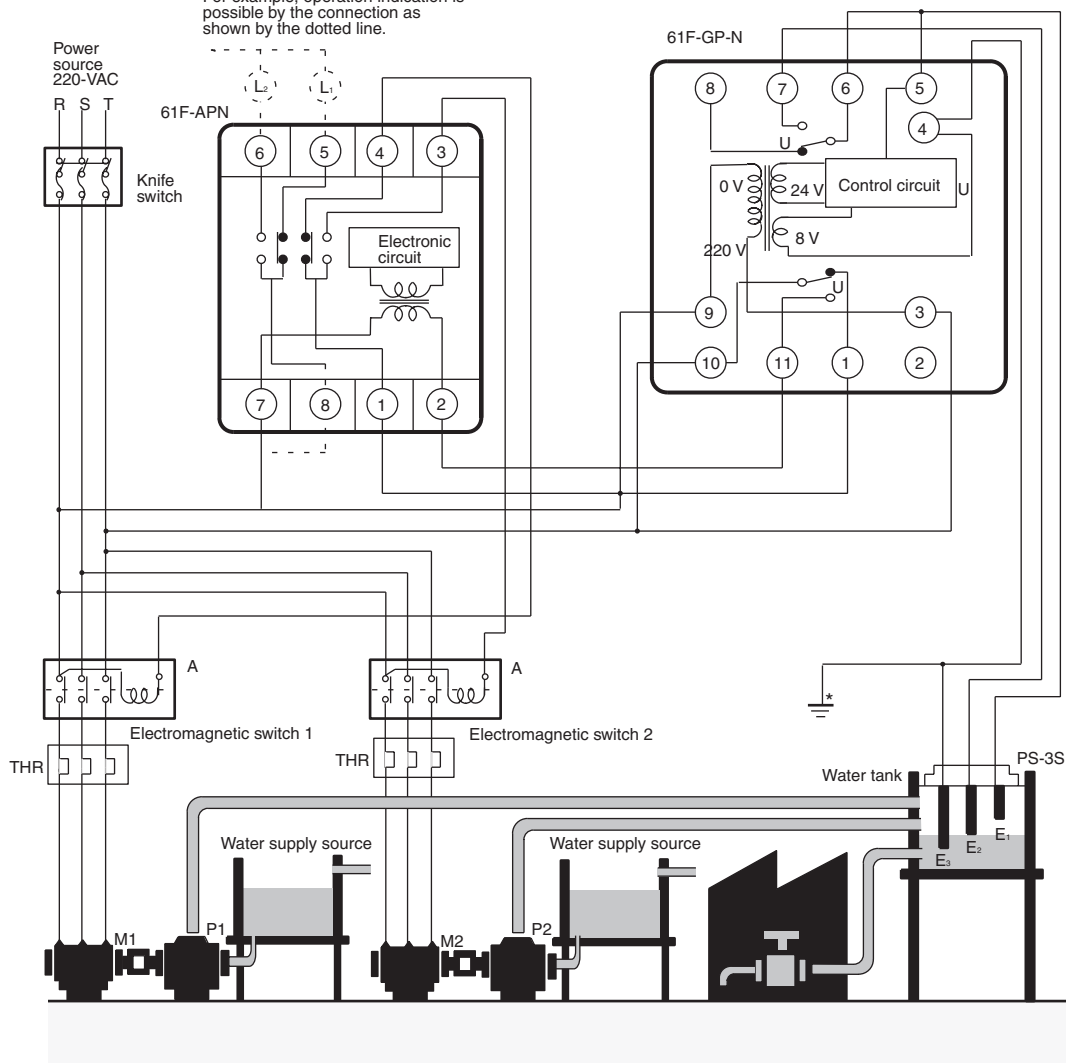 For example, operation indication is
possible by the connection as
shown by the dotted line.
Power
source
220-VAC
R S T
Knife
switch
61F-APN
L₂
L₁
6
5
4
3
Electronic
circuit
7
8
1
2
61F-GP-N
8
7
6
5
4
U
0 V
24 V
Control circuit
U
220 V
8 V
U
9
3
10
11
1
2
A
Electromagnetic switch 1
THR
A
Electromagnetic switch 2
THR
*
Water tank
PS-3S
E₁
E₂
E₃
Water supply source
Water supply source
M1
P1
M2
P2